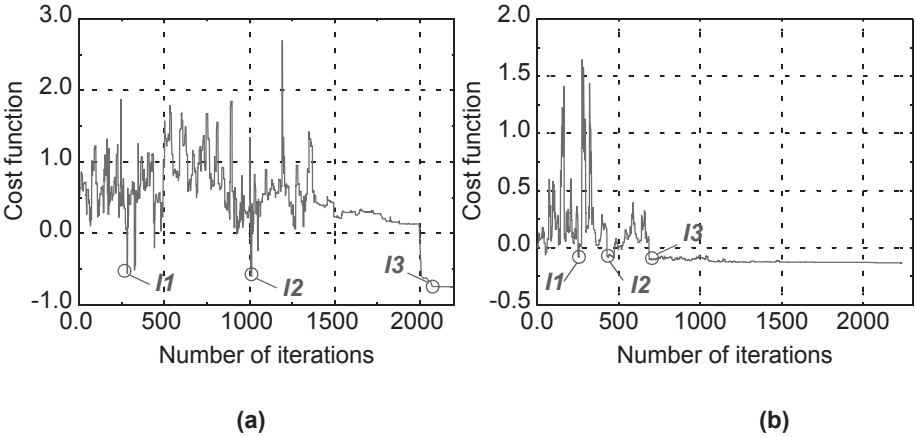 3.0
2.0
1.0
0.0
-1.0
Cost function
I1
I2
I3
0.0 500 1000 1500 2000
Number of iterations
(a)
2.0
1.5
1.0
0.5
0.0
-0.5
Cost function
I1
I2
I3
0.0 500 1000 1500 2000
Number of iterations
(b)